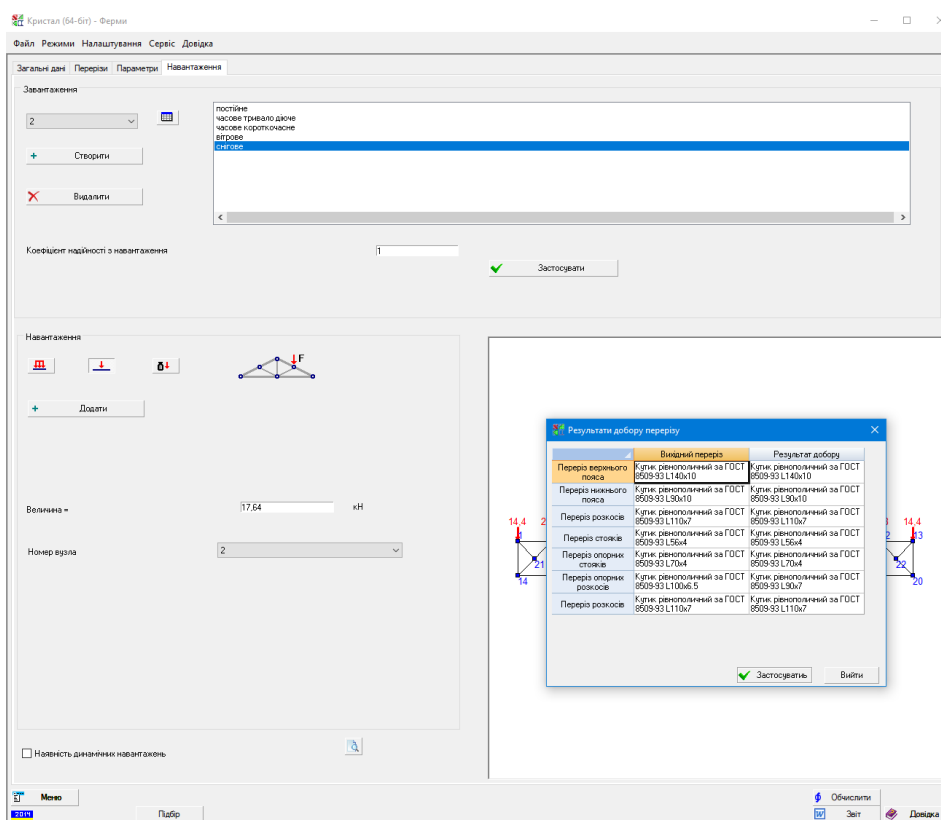 Кристал (64-біт) - Ферми
Файл Режими Налаштування Сервіс Довідка
Загальні дані Перерізи Параметри Навантаження
Завантаження
2
Створити
Видалити
постійне
часове тривало діюче
часове короткочасне
вітрове
снігове
Коефіцієнт надійності з навантаження
1
Застосувати
Навантаження
F
Додати
Величина =
17,64
кН
Номер вузла
2
Наявність динамічних навантажень
14,4
2
1
21
14
14,4
2
13
22
20
Результати добору перерізу
Вихідний переріз Результат добору
Переріз верхнього пояса
Кутик рівнополичний за ГОСТ 8509-93 L140x10
Кутик рівнополичний за ГОСТ 8509-93 L140x10
Переріз нижнього пояса
Кутик рівнополичний за ГОСТ 8509-93 L90x10
Кутик рівнополичний за ГОСТ 8509-93 L90x10
Переріз розкосів
Кутик рівнополичний за ГОСТ 8509-93 L110x7
Кутик рівнополичний за ГОСТ 8509-93 L110x7
Переріз стояків
Кутик рівнополичний за ГОСТ 8509-93 L56x4
Кутик рівнополичний за ГОСТ 8509-93 L56x4
Переріз опорних стояків
Кутик рівнополичний за ГОСТ 8509-93 L70x4
Кутик рівнополичний за ГОСТ 8509-93 L70x4
Переріз опорних розкосів
Кутик рівнополичний за ГОСТ 8509-93 L100x6.5
Кутик рівнополичний за ГОСТ 8509-93 L90x7
Переріз розкосів
Кутик рівнополичний за ГОСТ 8509-93 L110x7
Кутик рівнополичний за ГОСТ 8509-93 L110x7
Застосуватиь
Вийти
Меню
2014
Підбір
Обчислити
Звіт
Довідка